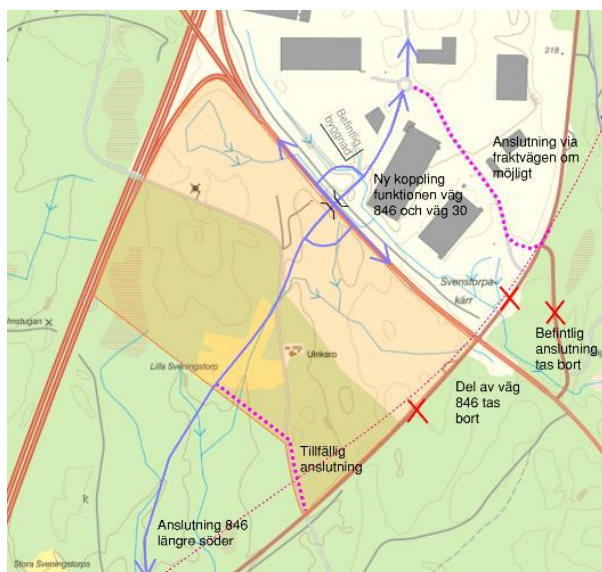 218
Befintlig
byggnad
Anslutning via
fraktvägen om
möjligt
Ny koppling
funktionen väg
846 och väg 30
Svenstorpa
kärr
Befintlig
anslutning
tas bort
Lilla Sveningstorp
Ulriksro
Del av väg
846 tas
bort
Tillfällig
anslutning
R
Anslutning 846
längre söder
Stora Sveningstorps